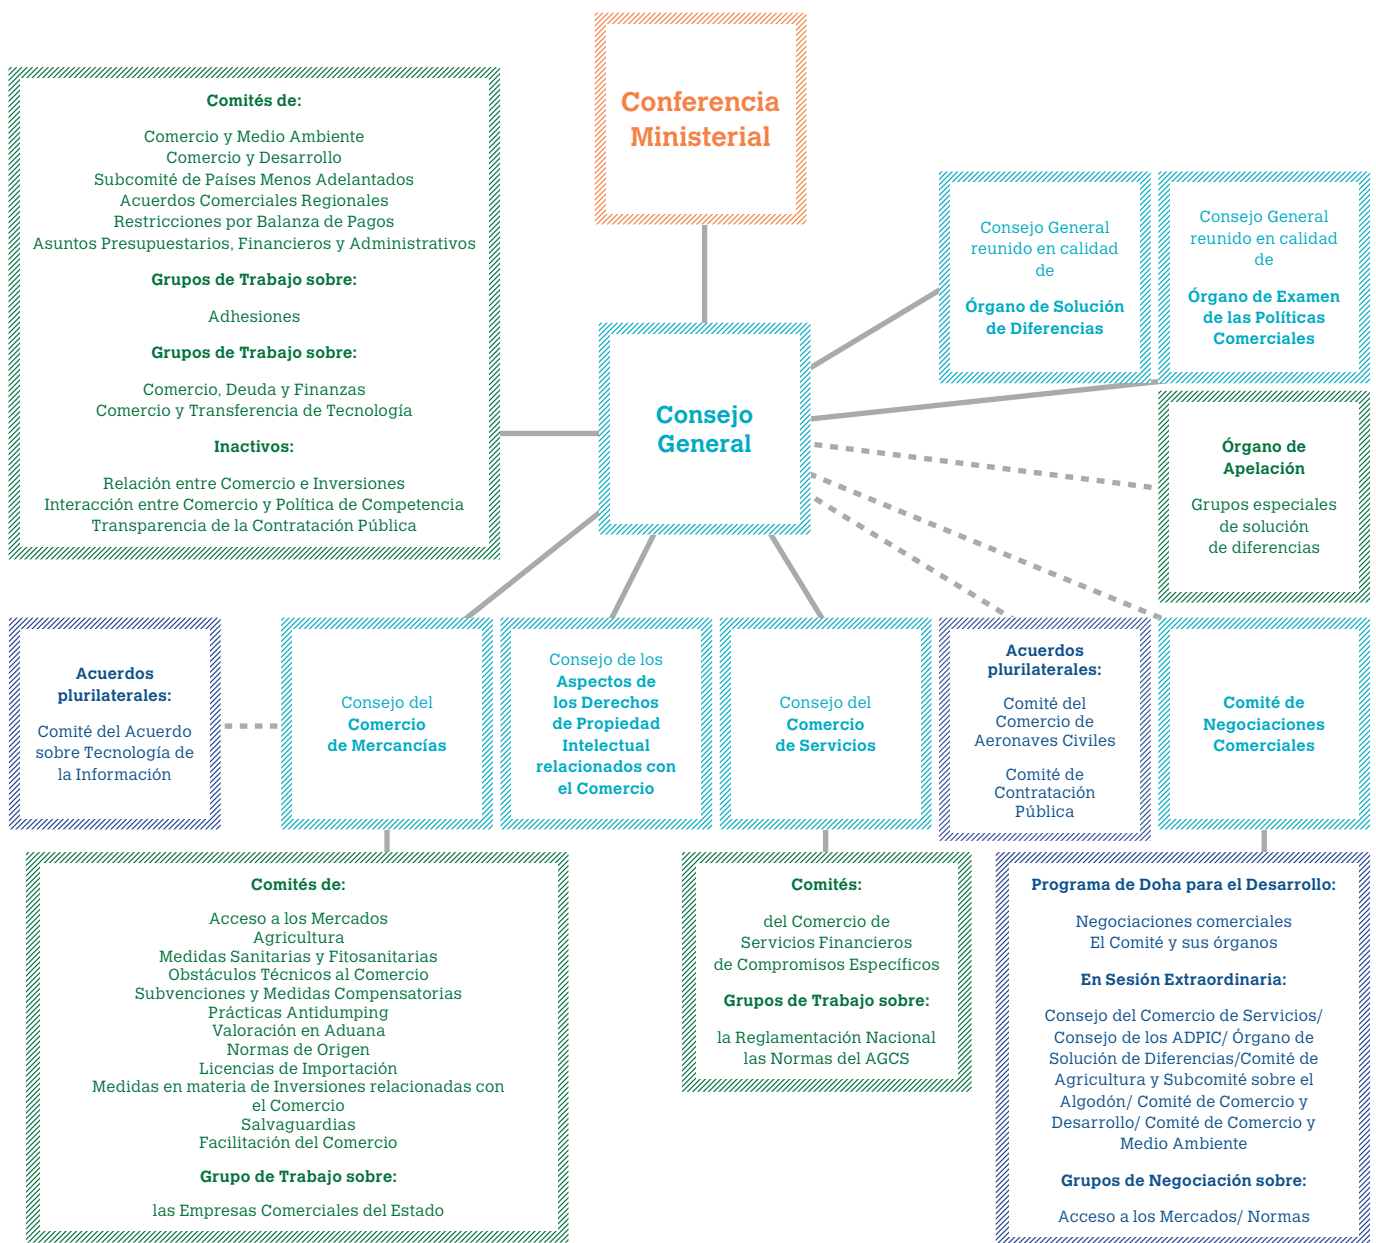 Conferencia
Ministerial
Comités de:
Comercio y Medio Ambiente
Comercio y Desarrollo
Subcomité de Países Menos Adelantados
Acuerdos Comerciales Regionales
Restricciones por Balanza de Pagos
Asuntos Presupuestarios, Financieros y Administrativos
Grupos de Trabajo sobre:
Adhesiones
Grupos de Trabajo sobre:
Comercio, Deuda y Finanzas
Comercio y Transferencia de Tecnología
Inactivos:
Relación entre Comercio e Inversiones
Interacción entre Comercio y Política de Competencia
Transparencia de la Contratación Pública
Consejo General
reunido en calidad
de
Órgano de Solución
de Diferencias
Consejo General
reunido en calidad
de
Órgano de Examen
de las Políticas
Comerciales
Consejo
General
Órgano de
Apelación
Grupos especiales
de solución
de diferencias
Acuerdos
plurilaterales:
Comité del Acuerdo
sobre Tecnología de
la Información
Consejo del
Comercio
de Mercancías
Consejo de los
Aspectos de
los Derechos
de Propiedad
Intelectual
relacionados con
el Comercio
Consejo del
Comercio
de Servicios
Acuerdos
plurilaterales:
Comité del
Comercio de
Aeronaves Civiles
Comité de
Contratación
Pública
Comité de
Negociaciones
Comerciales
Comités de:
Acceso a los Mercados
Agricultura
Medidas Sanitarias y Fitosanitarias
Obstáculos Técnicos al Comercio
Subvenciones y Medidas Compensatorias
Prácticas Antidumping
Valoración en Aduana
Normas de Origen
Licencias de Importación
Medidas en materia de Inversiones relacionadas con
el Comercio
Salvaguardias
Facilitación del Comercio
Grupo de Trabajo sobre:
las Empresas Comerciales del Estado
Comités:
del Comercio de
Servicios Financieros
de Compromisos Específicos
Grupos de Trabajo sobre:
la Reglamentación Nacional
las Normas del AGCS
Programa de Doha para el Desarrollo:
Negociaciones comerciales
El Comité y sus órganos
En Sesión Extraordinaria:
Consejo del Comercio de Servicios/
Consejo de los ADPIC/ Órgano de
Solución de Diferencias/Comité de
Agricultura y Subcomité sobre el
Algodón/ Comité de Comercio y
Desarrollo/ Comité de Comercio y
Medio Ambiente
Grupos de Negociación sobre:
Acceso a los Mercados/ Normas